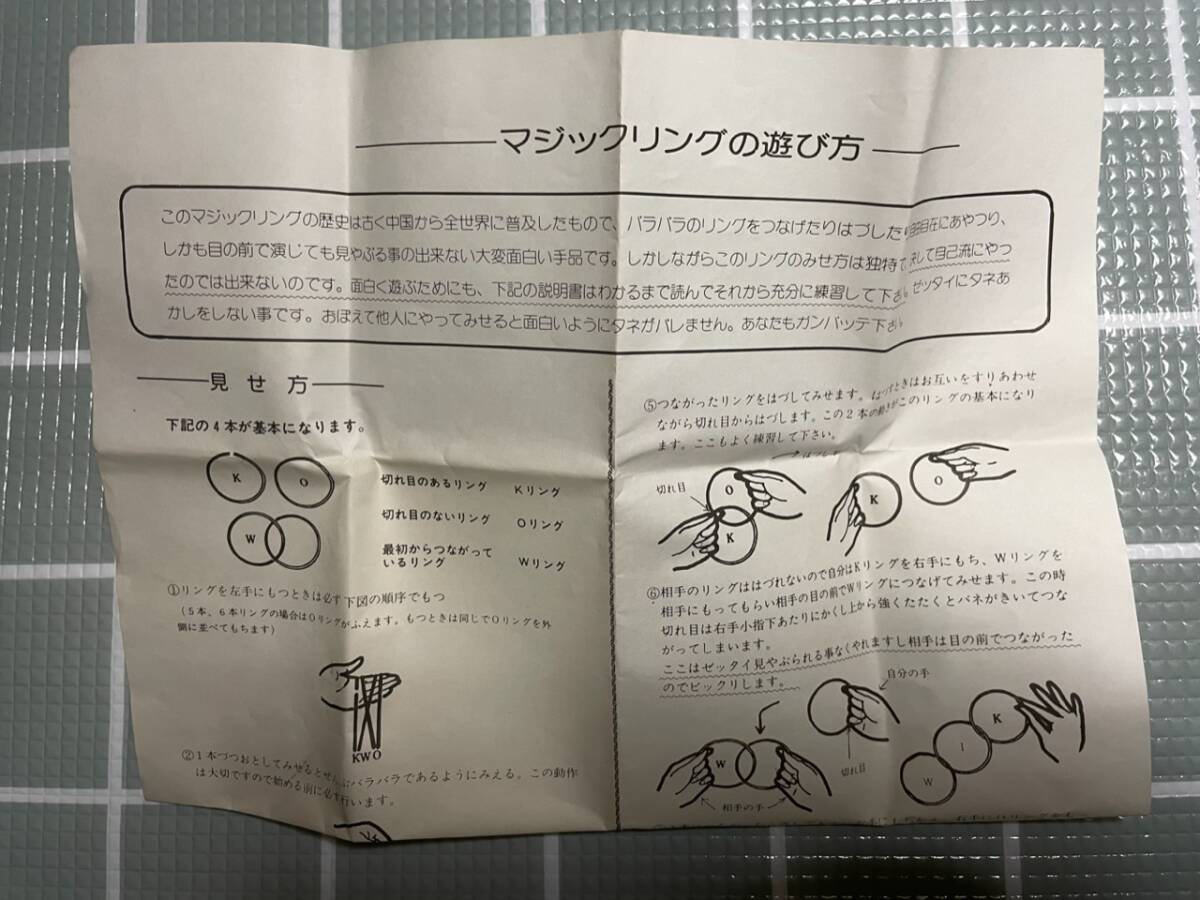 マジックリングの遊び方
このマジックリングの歴史は古く中国から全世界に普及したもので、バラバラのリングをつなげたりはづしたり自由自在にあやつり、
しかも目の前で演じても見やぶる事の出来ない大変面白い手品です。しかしながらこのリングのみせ方は独特で決して自己流にやっ
たのでは出来ないのです。面白く遊ぶためにも、下記の説明書はわかるまで読んでそれから充分に練習して下さい。ゼッタイにタネあ
かしをしない事です。おぼえて他人にやってみせると面白いようにタネがバレません。あなたもガンバッテ下さい
見せ方
下記の4本が基本になります。
K
O
W
切れ目のあるリング Kリング
切れ目のないリング Oリング
最初からつながって
いるリング Wリング
①リングを左手にもつときは必ず下図の順序でもつ
(5本、6本リングの場合はOリングがふえます。もつときは同じでOリングを外
側に並べてもちます)
KWO
②1本づつおとしてみせるとぜんぶバラバラであるようにみえる。この動作
は大切ですので始める前に必ず行います。
⑤つながったリングをはづしてみせます。はづすときはお互いをすりあわせ
ながら切れ目からはづします。この2本の動きがこのリングの基本になり
ます。ここもよく練習して下さい。
切れ目
O
K
K
O
⑥相手のリングははづれないので自分はKリングを右手にもち、Wリングを
相手にもってもらい相手の目の前でWリングにつなげてみせます。この時
切れ目は右手小指下あたりにかくし上から強くたたくとバネがきいてつな
がってしまいます。
ここはゼッタイ見やぶられる事なくやれますし相手は目の前でつながった
のでビックリします。
自分の手
切れ目
W
相手の手
K
I
W